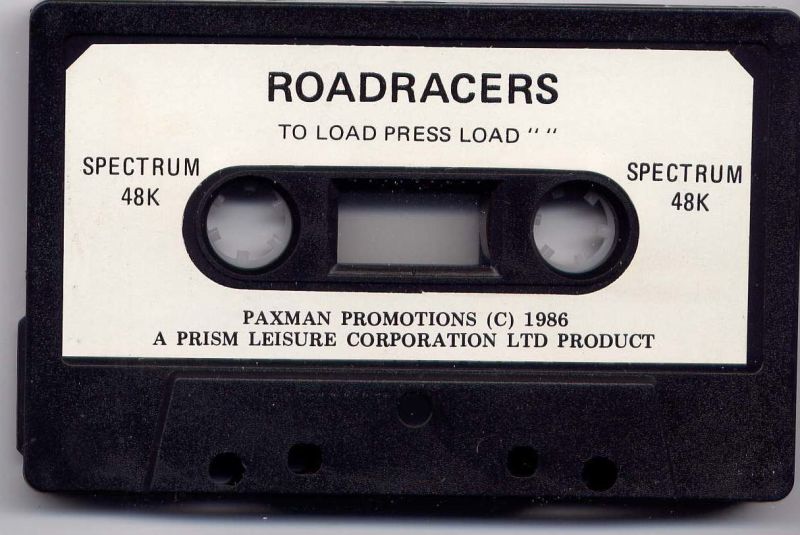 ROADRACERS
TO LOAD PRESS LOAD " "
SPECTRUM
48K
SPECTRUM
48K
PAXMAN PROMOTIONS (C) 1986
A PRISM LEISURE CORPORATION LTD PRODUCT